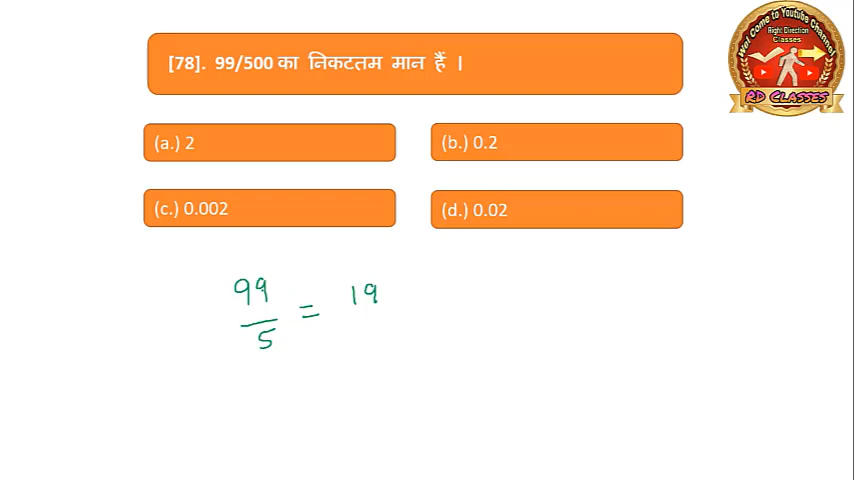 Wel Come to Youtube Channel
Right Direction
Classes
RD CLASSES
[78]. 99/500 का निकटतम मान हैं ।
(a.) 2
(b.) 0.2
(c.) 0.002
(d.) 0.02
99
= 19
5